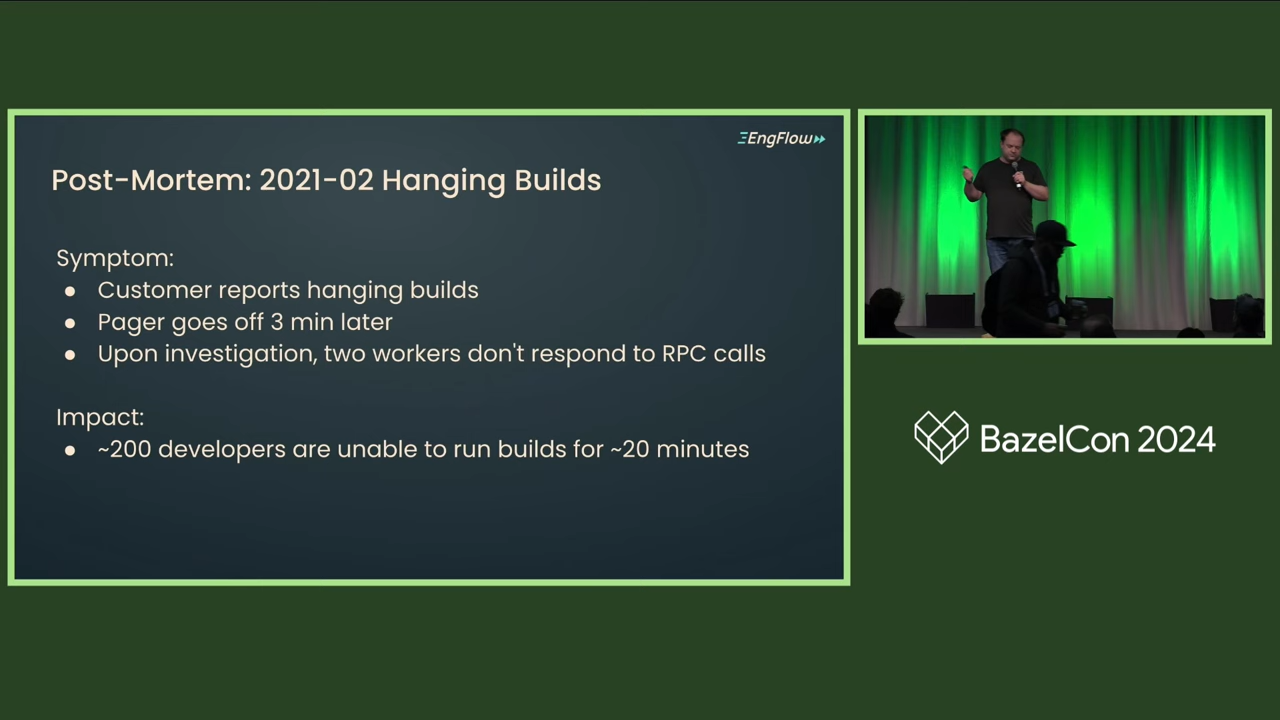 EngFlow
Post-Mortem: 2021-02 Hanging Builds
Symptom:
● Customer reports hanging builds
● Pager goes off 3 min later
● Upon investigation, two workers don't respond to RPC calls
Impact:
● ~200 developers are unable to run builds for ~20 minutes
BazelCon 2024